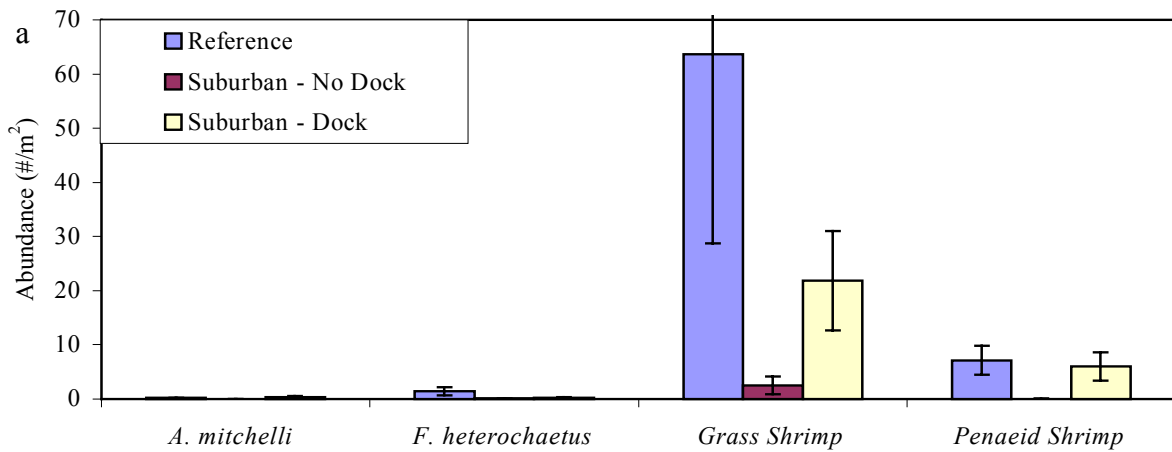 a
Abundance (#/m²)
70
60
50
40
30
20
10
0
Reference
Suburban - No Dock
Suburban - Dock
A. mitchelli
F. heterochaetus
Grass Shrimp
Penaeid Shrimp